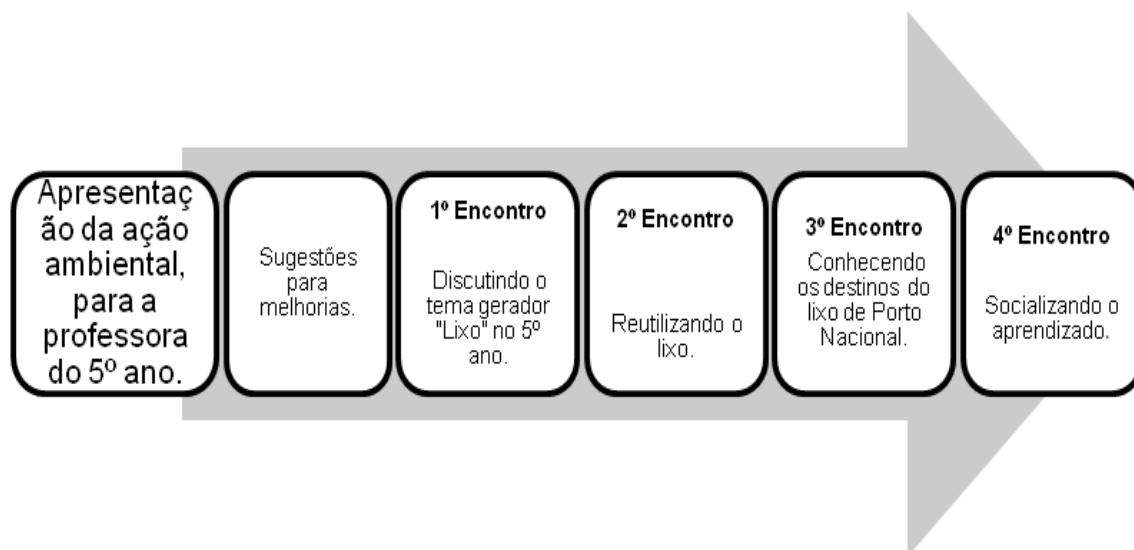 Apresentaç
ão da ação
ambiental,
para a
professora
do 5º ano.
Sugestões
para
melhorias.
1º Encontro
Discutindo o
tema gerador
"Lixo" no 5º
ano.
2º Encontro
Reutilizando o
lixo.
3º Encontro
Conhecendo
os destinos do
lixo de Porto
Nacional.
4º Encontro
Socializando o
aprendizado.